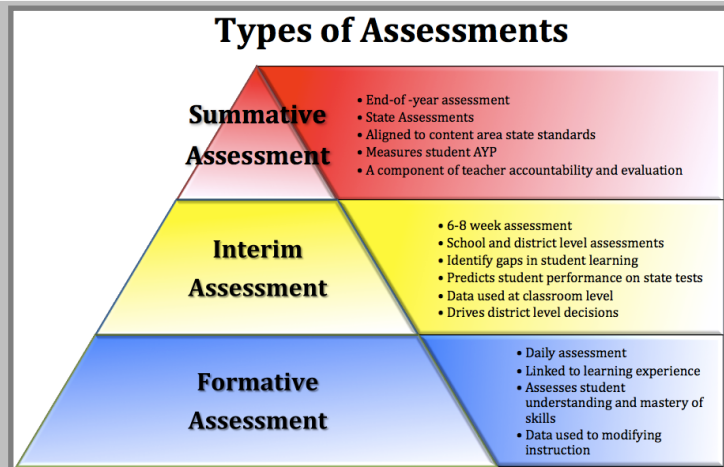 Types of Assessments
Summative
Assessment
• End-of -year assessment
• State Assessments
• Aligned to content area state standards
• Measures student AYP
• A component of teacher accountability and evaluation
Interim
Assessment
• 6-8 week assessment
• School and district level assessments
• Identify gaps in student learning
• Predicts student performance on state tests
• Data used at classroom level
• Drives district level decisions
Formative
Assessment
• Daily assessment
• Linked to learning experience
• Assesses student
understanding and mastery of
skills
• Data used to modifying
instruction